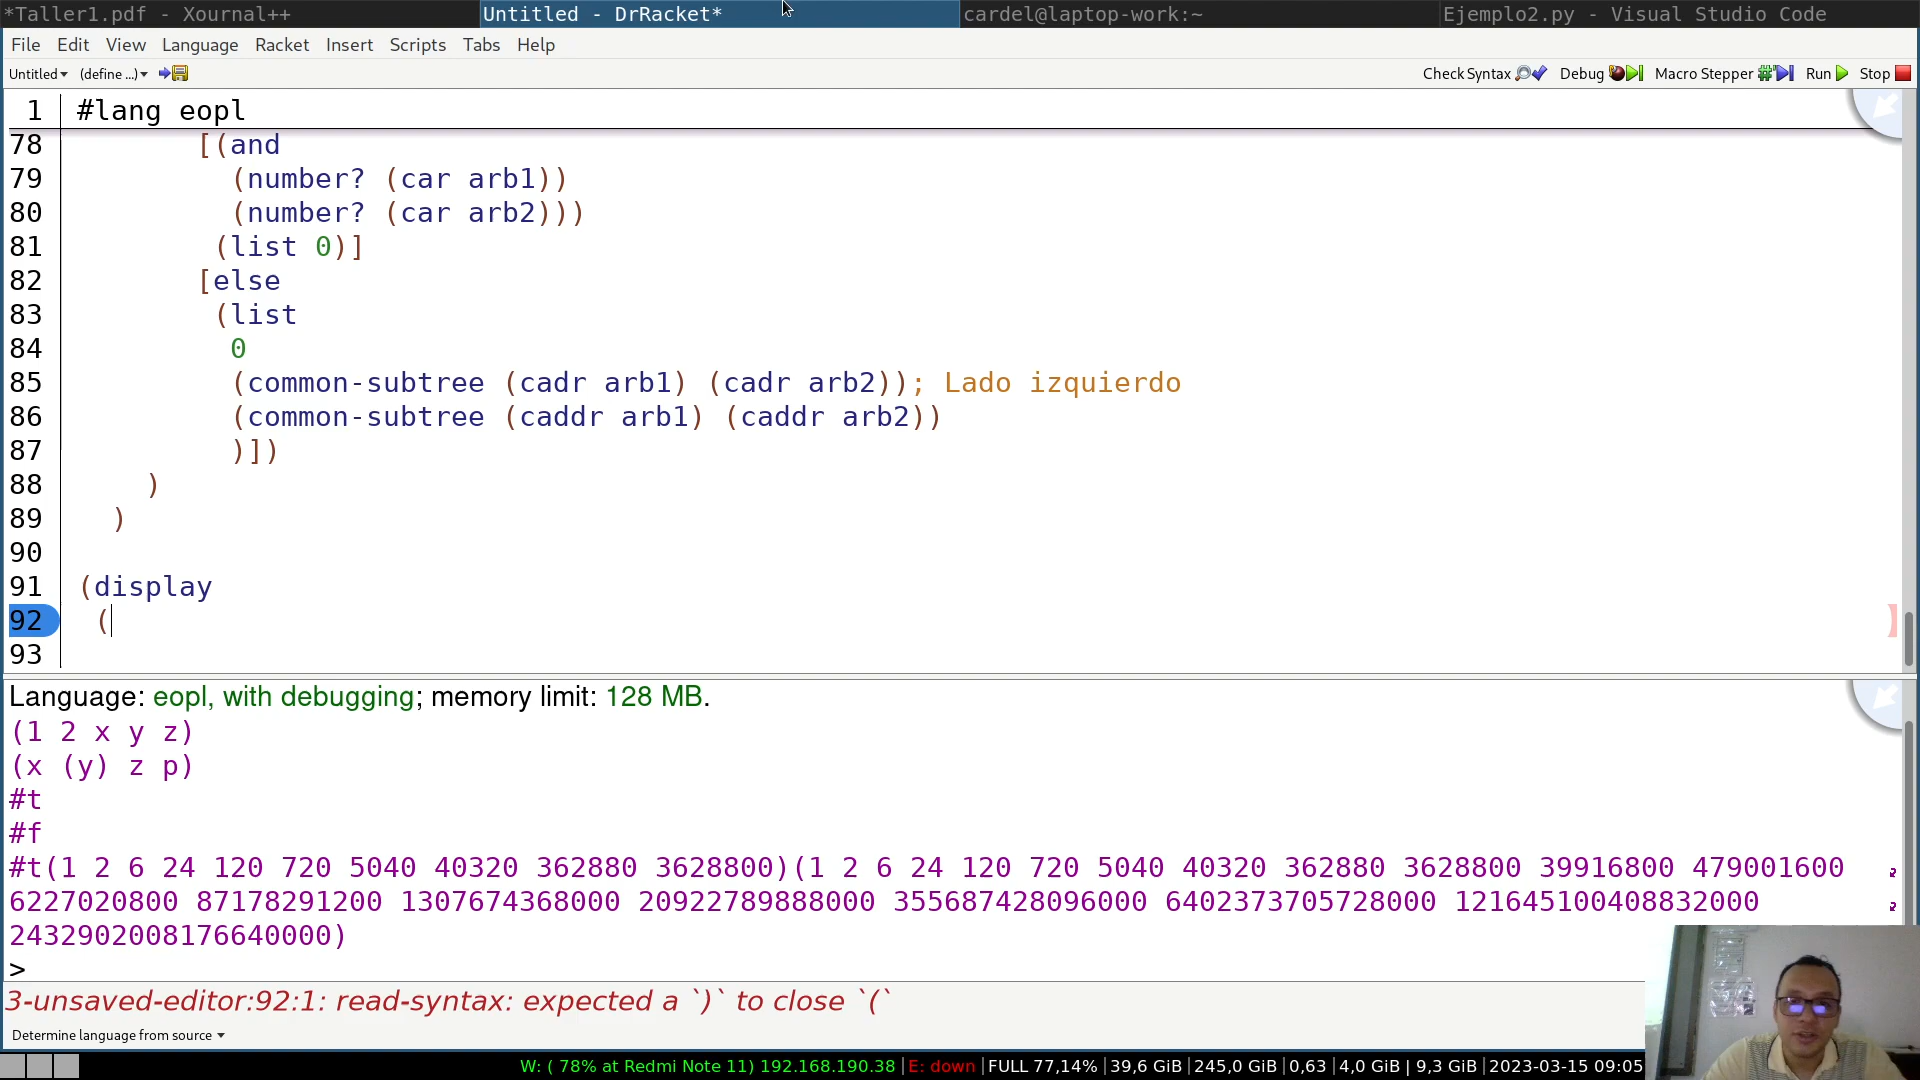 *Taller1.pdf - Xournal++
Untitled - DrRacket*
cardel@laptop-work:~
Ejemplo2.py - Visual Studio Code
File Edit View Language Racket Insert Scripts Tabs Help
Untitled (define ...) Check Syntax Debug Macro Stepper Run Stop
1 #lang eopl
78 [(and
79 (number? (car arb1))
80 (number? (car arb2)))
81 (list 0)]
82 [else
83 (list
84 0
85 (common-subtree (cadr arb1) (cadr arb2)); Lado izquierdo
86 (common-subtree (caddr arb1) (caddr arb2))
87 )])
88 )
89 )
90
91 (display
92 (
93
Language: eopl, with debugging; memory limit: 128 MB.
(1 2 x y z)
(x (y) z p)
#t
#f
#t(1 2 6 24 120 720 5040 40320 362880 3628800)(1 2 6 24 120 720 5040 40320 362880 3628800 39916800 479001600
6227020800 87178291200 1307674368000 20922789888000 355687428096000 6402373705728000 121645100408832000
2432902008176640000)
>
3-unsaved-editor:92:1: read-syntax: expected a `)` to close `(`
Determine language from source
W: ( 78% at Redmi Note 11) 192.168.190.38 | E: down | FULL 77,14% | 39,6 GiB | 245,0 GiB | 0,63 | 4,0 GiB | 9,3 GiB | 2023-03-15 09:05